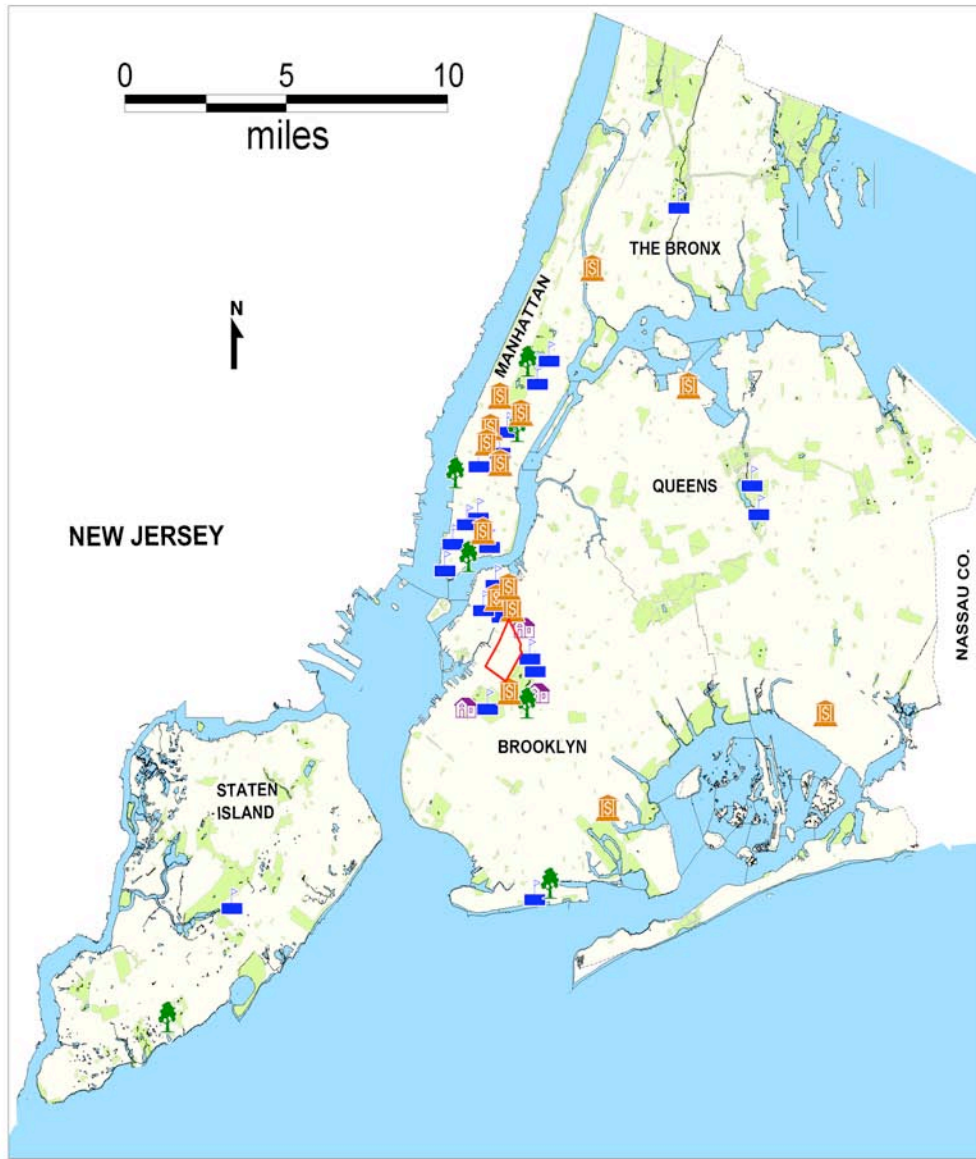 0 5 10
miles
THE BRONX
N
MANHATTAN
QUEENS
NEW JERSEY
NASSAU CO.
BROOKLYN
STATEN
ISLAND